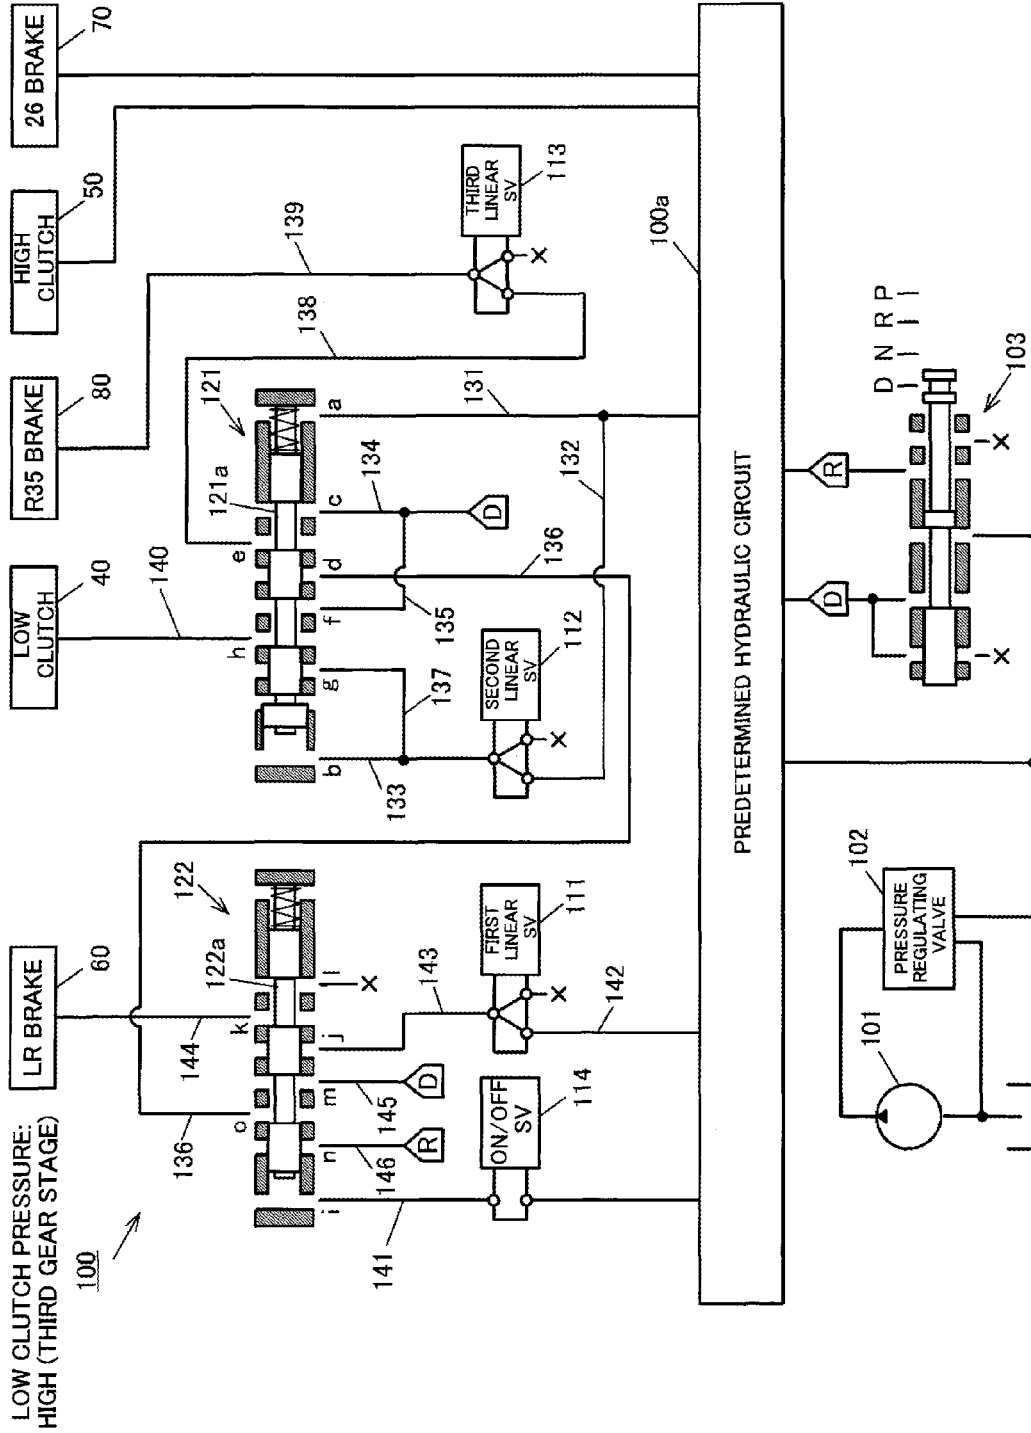 LOW CLUTCH PRESSURE:
HIGH (THIRD GEAR STAGE)
100
LR BRAKE
60
LOW
CLUTCH
40
R35 BRAKE
80
HIGH
CLUTCH
50
26 BRAKE
70
136
144
140
139
138
122
122a
121
121a
o
k
h
e
i
n
m
j
l
b
g
f
d
c
a
X
R
D
D
146
145
143
133
137
135
136
134
132
131
141
142
ON/OFF
SV
114
FIRST
LINEAR
SV
111
X
SECOND
LINEAR
SV
112
X
THIRD
LINEAR
SV
113
X
100a
PREDETERMINED HYDRAULIC CIRCUIT
101
PRESSURE
REGULATING
VALVE
102
D
R
D N R P
X
X
103